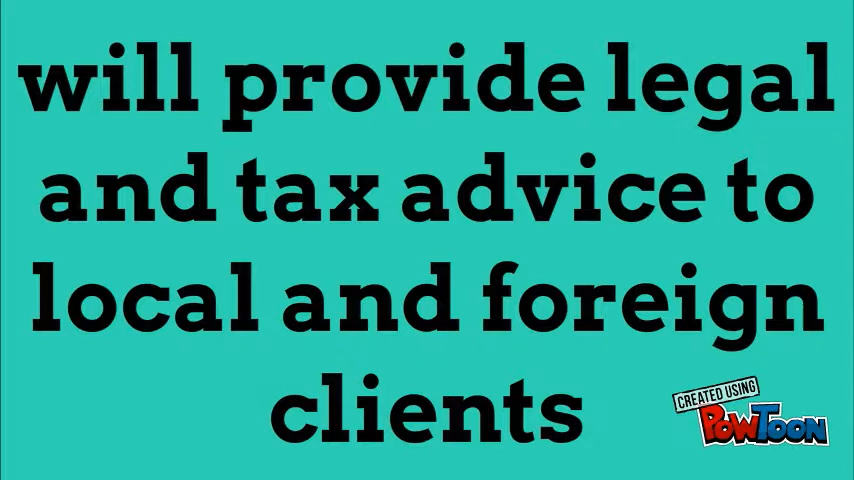 will provide legal
and tax advice to
local and foreign
clients
CREATED USING
POWTOON